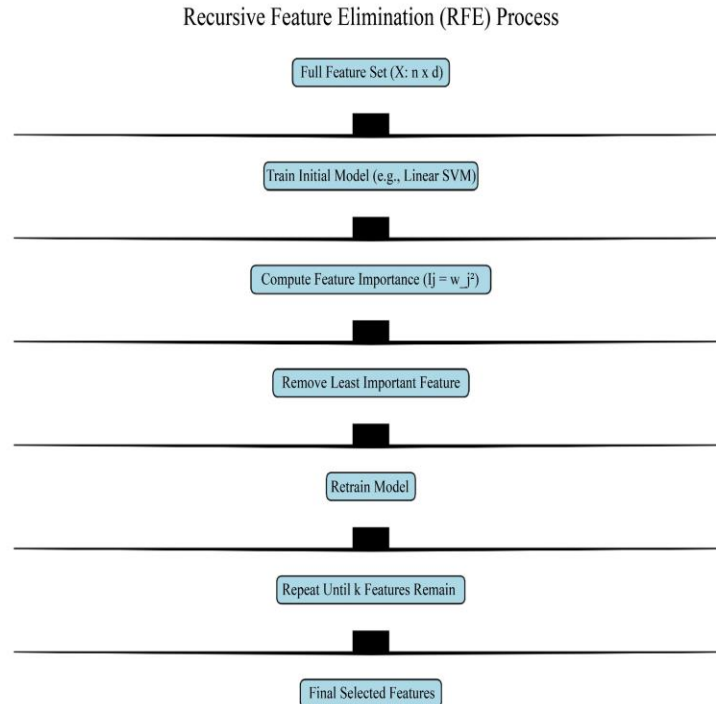 Recursive Feature Elimination (RFE) Process
Full Feature Set (X: n x d)
Train Initial Model (e.g., Linear SVM)
Compute Feature Importance (Ij = w_j²)
Remove Least Important Feature
Retrain Model
Repeat Until k Features Remain
Final Selected Features